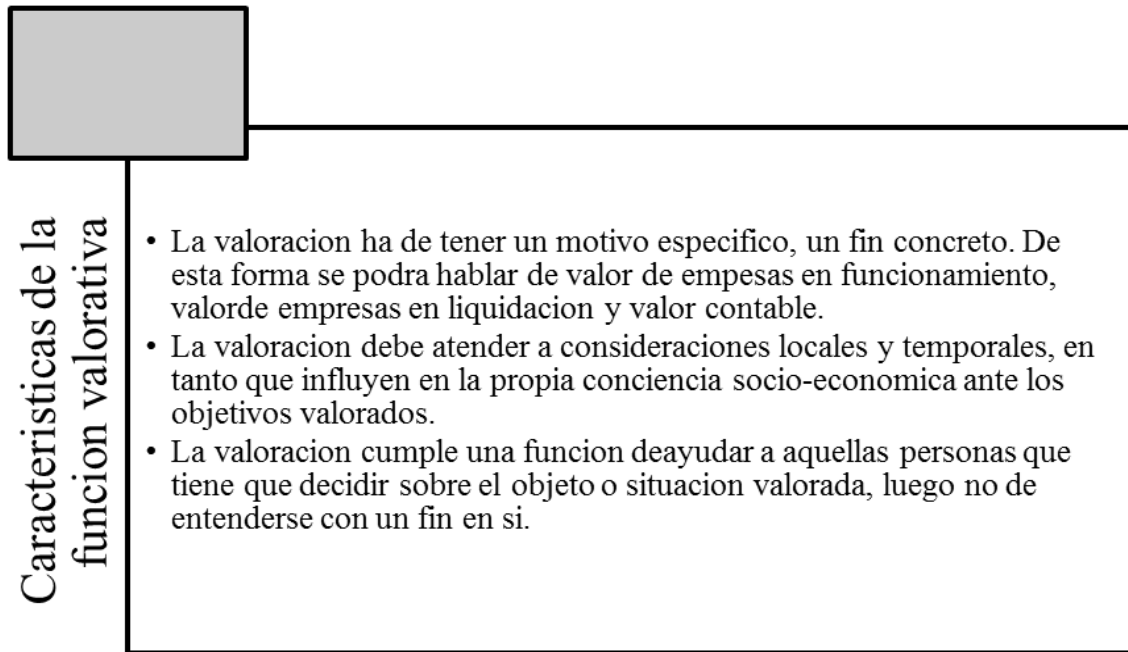 Caracteristicas de la
funcion valorativa
• La valoracion ha de tener un motivo especifico, un fin concreto. De
esta forma se podra hablar de valor de empesas en funcionamiento,
valorde empresas en liquidacion y valor contable.
• La valoracion debe atender a consideraciones locales y temporales, en
tanto que influyen en la propia conciencia socio-economica ante los
objetivos valorados.
• La valoracion cumple una funcion deayudar a aquellas personas que
tiene que decidir sobre el objeto o situacion valorada, luego no de
entenderse con un fin en si.